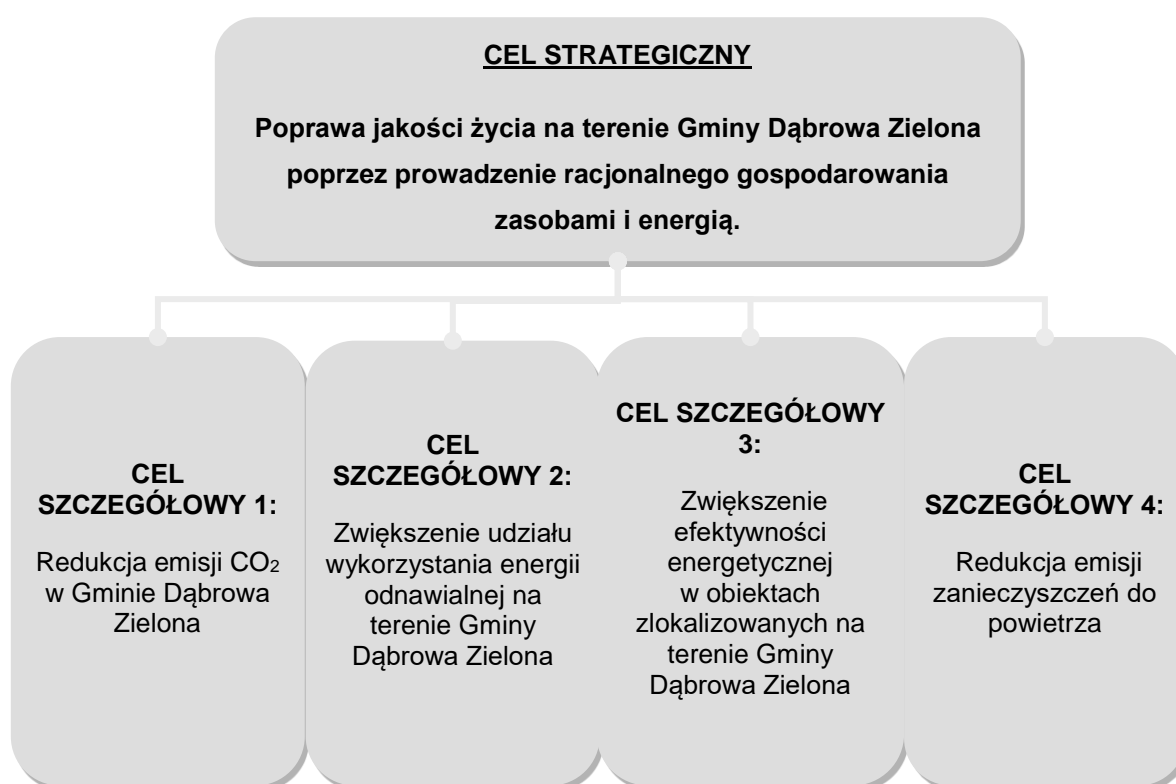 CEL STRATEGICZNY
Poprawa jakości życia na terenie Gminy Dąbrowa Zielona
poprzez prowadzenie racjonalnego gospodarowania
zasobami i energią.
CEL
SZCZEGÓŁOWY 1:
Redukcja emisji CO₂
w Gminie Dąbrowa
Zielona
CEL
SZCZEGÓŁOWY 2:
Zwiększenie udziału
wykorzystania energii
odnawialnej na
terenie Gminy
Dąbrowa Zielona
CEL SZCZEGÓŁOWY
3:
Zwiększenie
efektywności
energetycznej
w obiektach
zlokalizowanych na
terenie Gminy
Dąbrowa Zielona
CEL
SZCZEGÓŁOWY 4:
Redukcja emisji
zanieczyszczeń do
powietrza